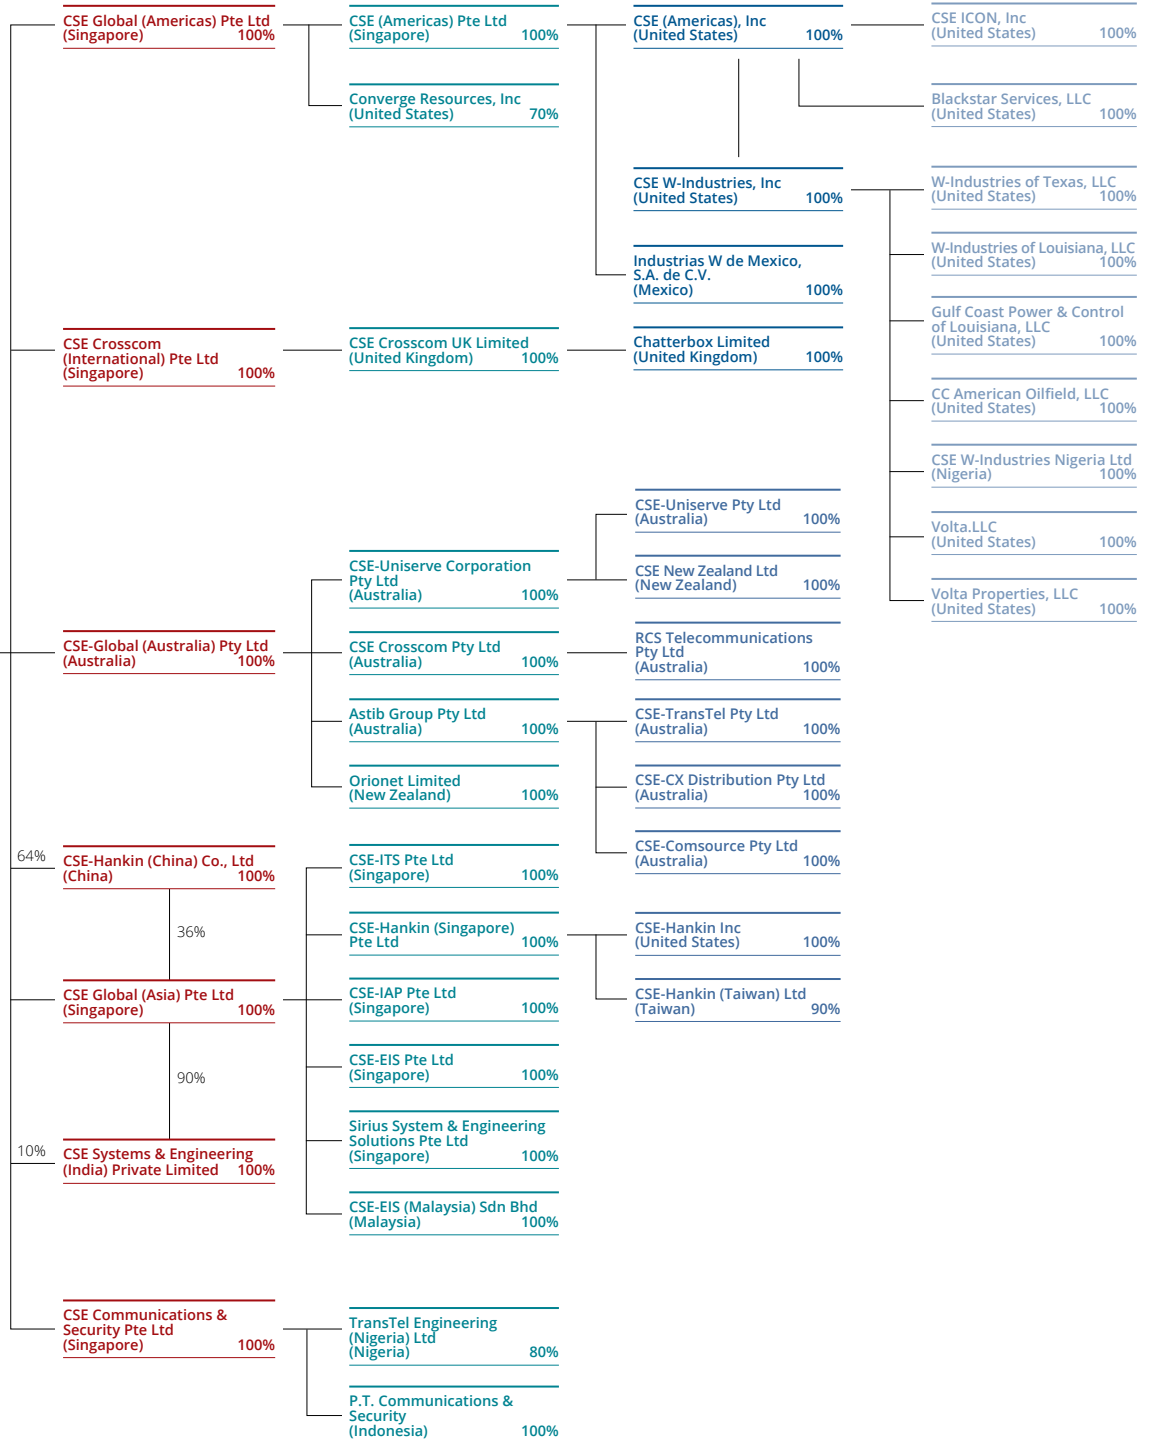 CSE Global (Americas) Pte Ltd
(Singapore) 100%
CSE (Americas) Pte Ltd
(Singapore) 100%
CSE (Americas), Inc
(United States) 100%
CSE ICON, Inc
(United States) 100%
Converge Resources, Inc
(United States) 70%
Blackstar Services, LLC
(United States) 100%
CSE W-Industries, Inc
(United States) 100%
W-Industries of Texas, LLC
(United States) 100%
W-Industries of Louisiana, LLC
(United States) 100%
Industrias W de Mexico,
S.A. de C.V.
(Mexico) 100%
Gulf Coast Power & Control
of Louisiana, LLC
(United States) 100%
CSE Crosscom
(International) Pte Ltd
(Singapore) 100%
CSE Crosscom UK Limited
(United Kingdom) 100%
Chatterbox Limited
(United Kingdom) 100%
CC American Oilfield, LLC
(United States) 100%
CSE W-Industries Nigeria Ltd
(Nigeria) 100%
Volta.LLC
(United States) 100%
Volta Properties, LLC
(United States) 100%
CSE-Global (Australia) Pty Ltd
(Australia) 100%
CSE-Uniserve Corporation
Pty Ltd
(Australia) 100%
CSE-Uniserve Pty Ltd
(Australia) 100%
CSE New Zealand Ltd
(New Zealand) 100%
CSE Crosscom Pty Ltd
(Australia) 100%
RCS Telecommunications
Pty Ltd
(Australia) 100%
Astib Group Pty Ltd
(Australia) 100%
CSE-TransTel Pty Ltd
(Australia) 100%
CSE-CX Distribution Pty Ltd
(Australia) 100%
CSE-Comsource Pty Ltd
(Australia) 100%
Orionet Limited
(New Zealand) 100%
64%
CSE-Hankin (China) Co., Ltd
(China) 100%
36%
CSE Global (Asia) Pte Ltd
(Singapore) 100%
CSE-ITS Pte Ltd
(Singapore) 100%
CSE-Hankin (Singapore)
Pte Ltd 100%
CSE-Hankin Inc
(United States) 100%
CSE-Hankin (Taiwan) Ltd
(Taiwan) 90%
CSE-IAP Pte Ltd
(Singapore) 100%
CSE-EIS Pte Ltd
(Singapore) 100%
Sirius System & Engineering
Solutions Pte Ltd
(Singapore) 100%
CSE-EIS (Malaysia) Sdn Bhd
(Malaysia) 100%
90%
10%
CSE Systems & Engineering
(India) Private Limited 100%
CSE Communications &
Security Pte Ltd
(Singapore) 100%
TransTel Engineering
(Nigeria) Ltd
(Nigeria) 80%
P.T. Communications &
Security
(Indonesia) 100%